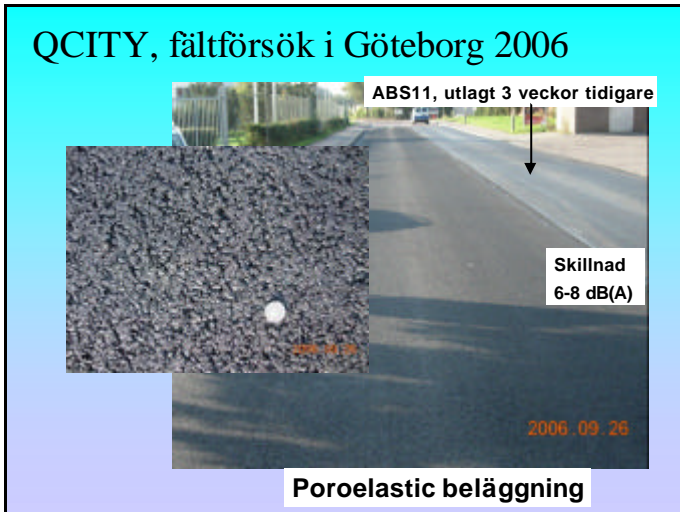 QCITY, fältförsök i Göteborg 2006
ABS11, utlagt 3 veckor tidigare
Skillnad
6-8 dB(A)
2006.09.26
Poroelastic beläggning